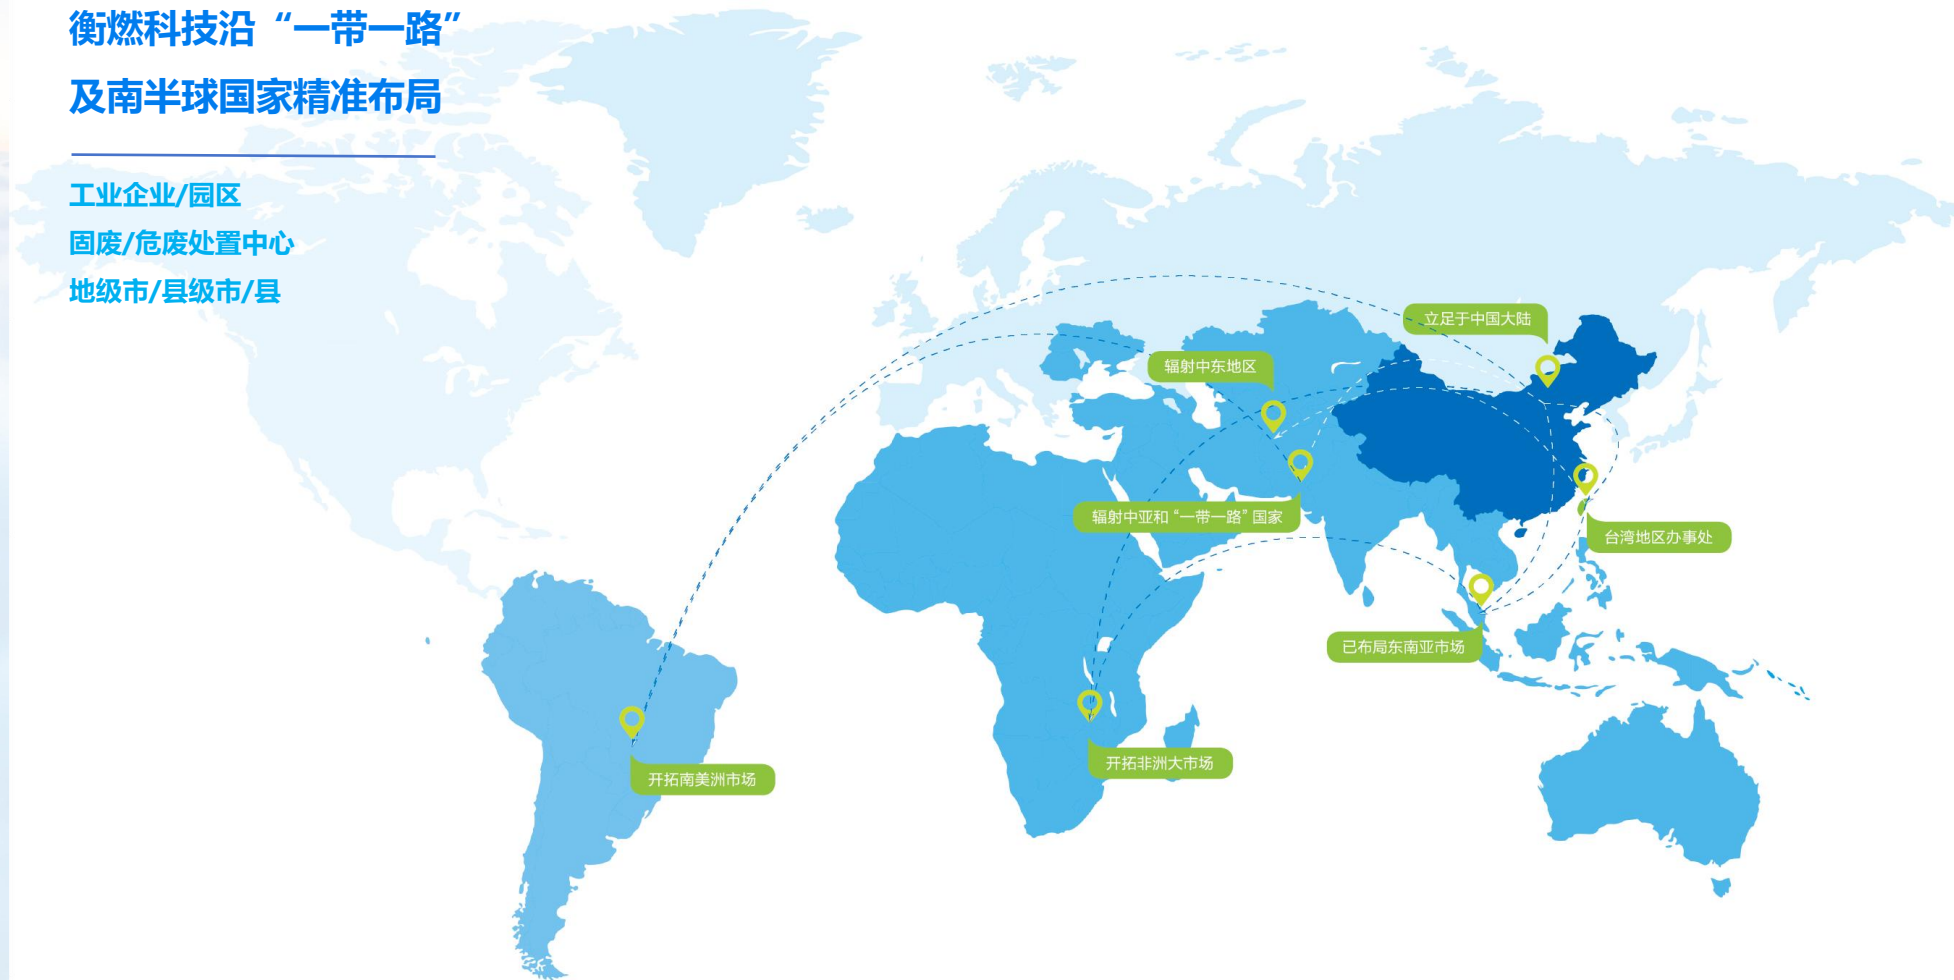 衡燃科技沿“一带一路”
及南半球国家精准布局
工业企业/园区
固废/危废处置中心
地级市/县级市/县
立足于中国大陆
辐射中东地区
辐射中亚和“一带一路”国家
台湾地区办事处
已布局东南亚市场
开拓非洲大市场
开拓南美洲市场